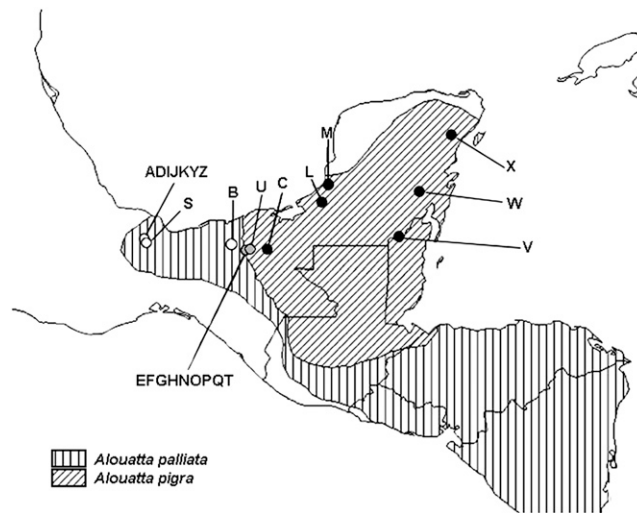 M
X
L
ADIJKYZ
S
B
U
C
W
V
EFGHNOPQT
Alouatta palliata
Alouatta pigra